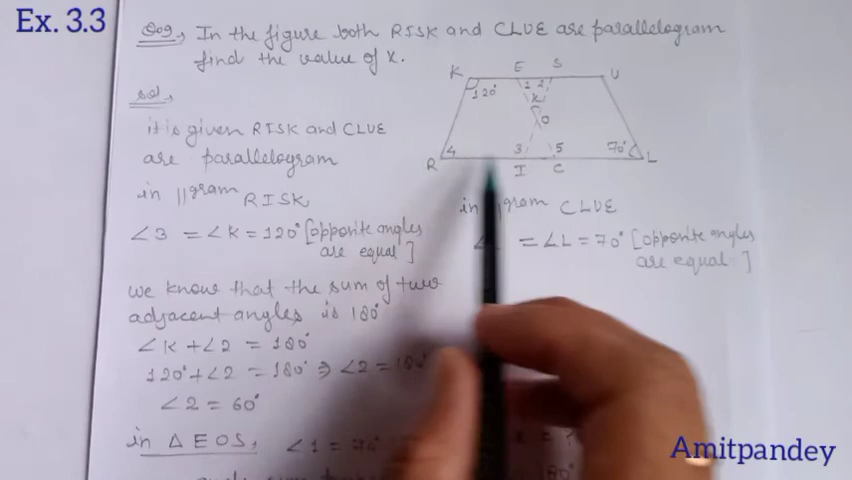 Ex. 3.3
Q09, In the figure both RISK and CLUE are parallelogram
find the value of x.
K E S U
120° 1 2
x
O
4 3 5 70°
R I C L
Sol,
it is given RISK and CLUE
are parallelogram
in ||gram RISK
∠3 = ∠K = 120° [opposite angles
are equal]
in ||gram CLUE
= ∠L = 70° [opposite angles
are equal]
we know that the sum of two
adjacent angles is 180°
∠K + ∠2 = 180°
120° + ∠2 = 180° ⇒ ∠2 =
∠2 = 60°
in △ EOS, ∠1 = 70°
Amitpandey